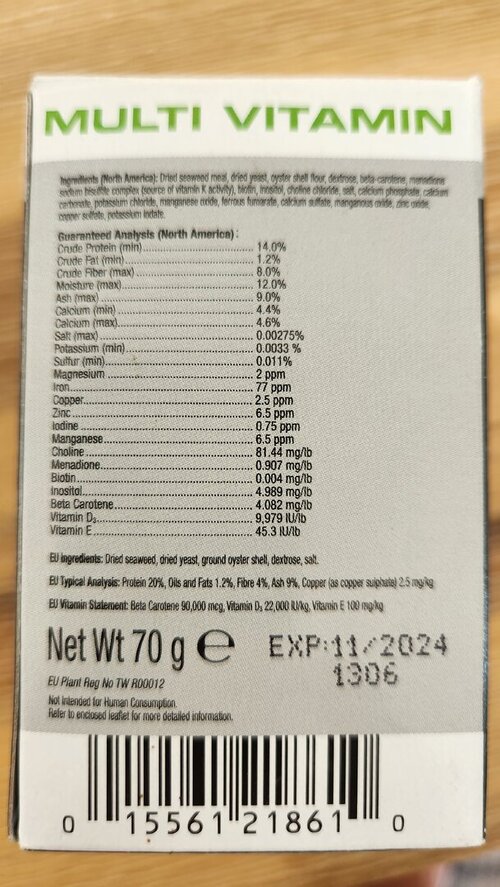 MULTI VITAMIN
Ingredients (North America): Dried seaweed meal, dried yeast, oyster shell flour, dextrose, beta-carotene, menadione
sodium bisulfite complex (source of vitamin K activity), biotin, inositol, choline chloride, salt, calcium phosphate, calcium
carbonate, potassium chloride, manganese oxide, ferrous fumarate, calcium sulfate, manganous oxide, zinc oxide,
copper sulfate, potassium iodate.
Guaranteed Analysis (North America):
Crude Protein (min)..........14.0%
Crude Fat (min)..........1.2%
Crude Fiber (max)..........8.0%
Moisture (max)..........12.0%
Ash (max)..........9.0%
Calcium (min)..........4.4%
Calcium (max)..........4.6%
Salt (max)..........0.00275%
Potassium (min)..........0.0033 %
Sulfur (min)..........0.011%
Magnesium..........2 ppm
Iron..........77 ppm
Copper..........2.5 ppm
Zinc..........6.5 ppm
Iodine..........0.75 ppm
Manganese..........6.5 ppm
Choline..........81.44 mg/lb
Menadione..........0.907 mg/lb
Biotin..........0.004 mg/lb
Inositol..........4.989 mg/lb
Beta Carotene..........4.082 mg/lb
Vitamin D₃..........9,979 IU/lb
Vitamin E..........45.3 IU/lb
EU ingredients: Dried seaweed, dried yeast, ground oyster shell, dextrose, salt.
EU Typical Analysis: Protein 20%, Oils and Fats 1.2%, Fibre 4%, Ash 9%, Copper (as copper sulphate) 2.5 mg/kg
EU Vitamin Statement: Beta Carotene 90,000 mcg, Vitamin D₃ 22,000 IU/kg, Vitamin E 100 mg/kg
Net Wt 70 g ℮ EXP:11/2024
1306
EU Plant Reg No TW R00012
Not Intended for Human Consumption.
Refer to enclosed leaflet for more detailed information.
0 15561 21861 0